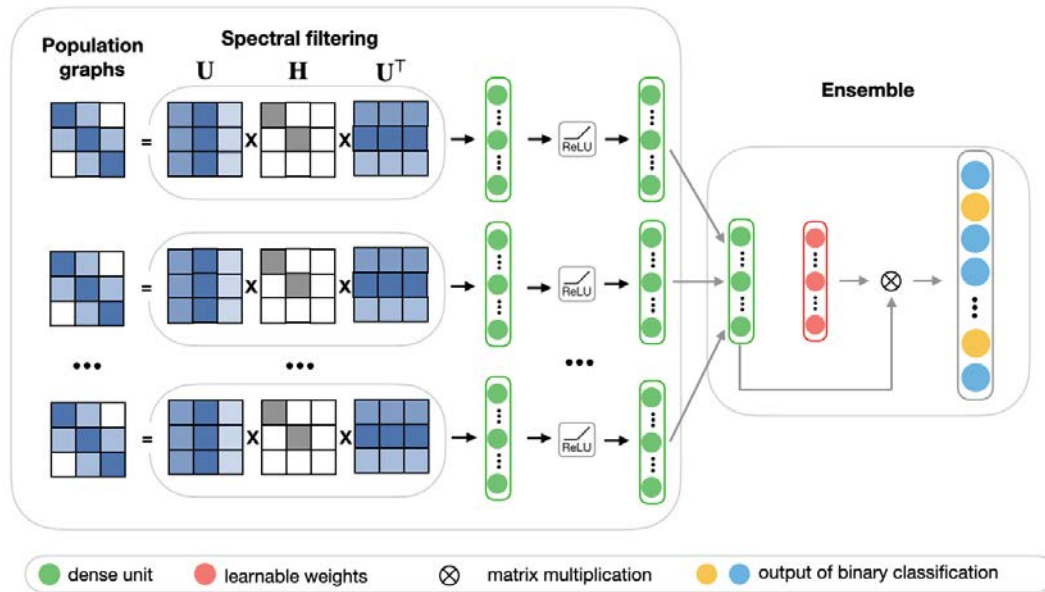 Population
graphs
Spectral filtering
U
H
U⊤
= X X
ReLU
Ensemble
= X X
ReLU
•••
•••
•••
= X X
ReLU
dense unit
learnable weights
matrix multiplication
output of binary classification